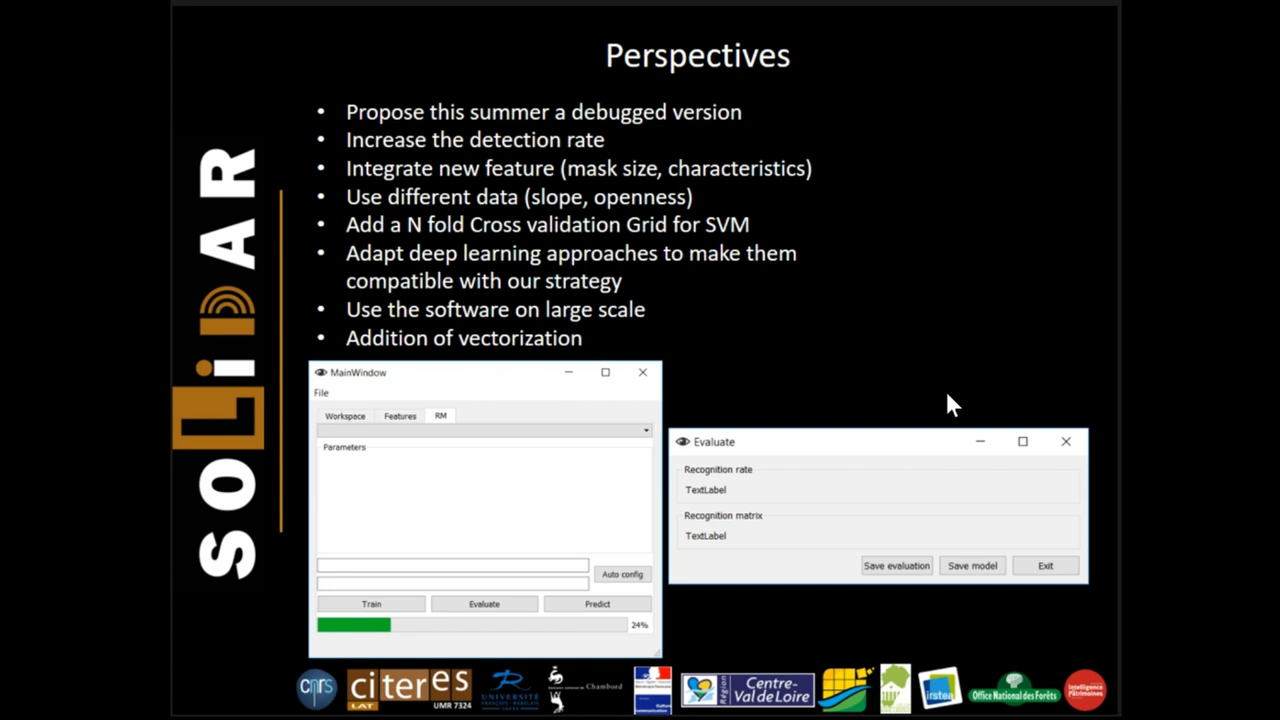 Perspectives
• Propose this summer a debugged version
• Increase the detection rate
• Integrate new feature (mask size, characteristics)
• Use different data (slope, openness)
• Add a N fold Cross validation Grid for SVM
• Adapt deep learning approaches to make them
compatible with our strategy
• Use the software on large scale
• Addition of vectorization
SOLiDAR
MainWindow
File
Workspace Features RM
Parameters
Auto config
Train Evaluate Predict
24%
Evaluate
Recognition rate
TextLabel
Recognition matrix
TextLabel
Save evaluation Save model Exit
cnrs
citeres
LAT UMR 7324
UNIVERSITÉ
FRANÇOIS-RABELAIS
Chambord
Région Centre-
Val de Loire
irstea
Office National des Forêts
Intelligence
Patrimoines